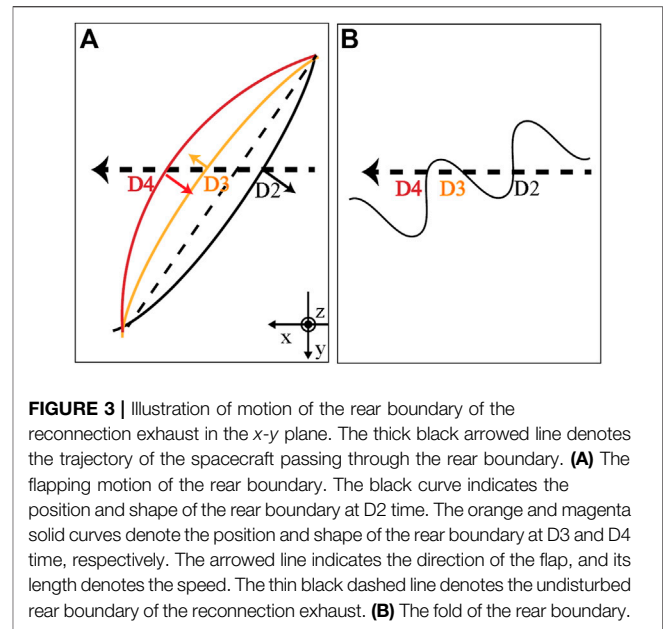 A
B
D4
D3
D2
D4
D3
D2
z
x
y
FIGURE 3 | Illustration of motion of the rear boundary of the
reconnection exhaust in the x-y plane. The thick black arrowed line denotes
the trajectory of the spacecraft passing through the rear boundary. (A) The
flapping motion of the rear boundary. The black curve indicates the
position and shape of the rear boundary at D2 time. The orange and magenta
solid curves denote the position and shape of the rear boundary at D3 and D4
time, respectively. The arrowed line indicates the direction of the flap, and its
length denotes the speed. The thin black dashed line denotes the undisturbed
rear boundary of the reconnection exhaust. (B) The fold of the rear boundary.